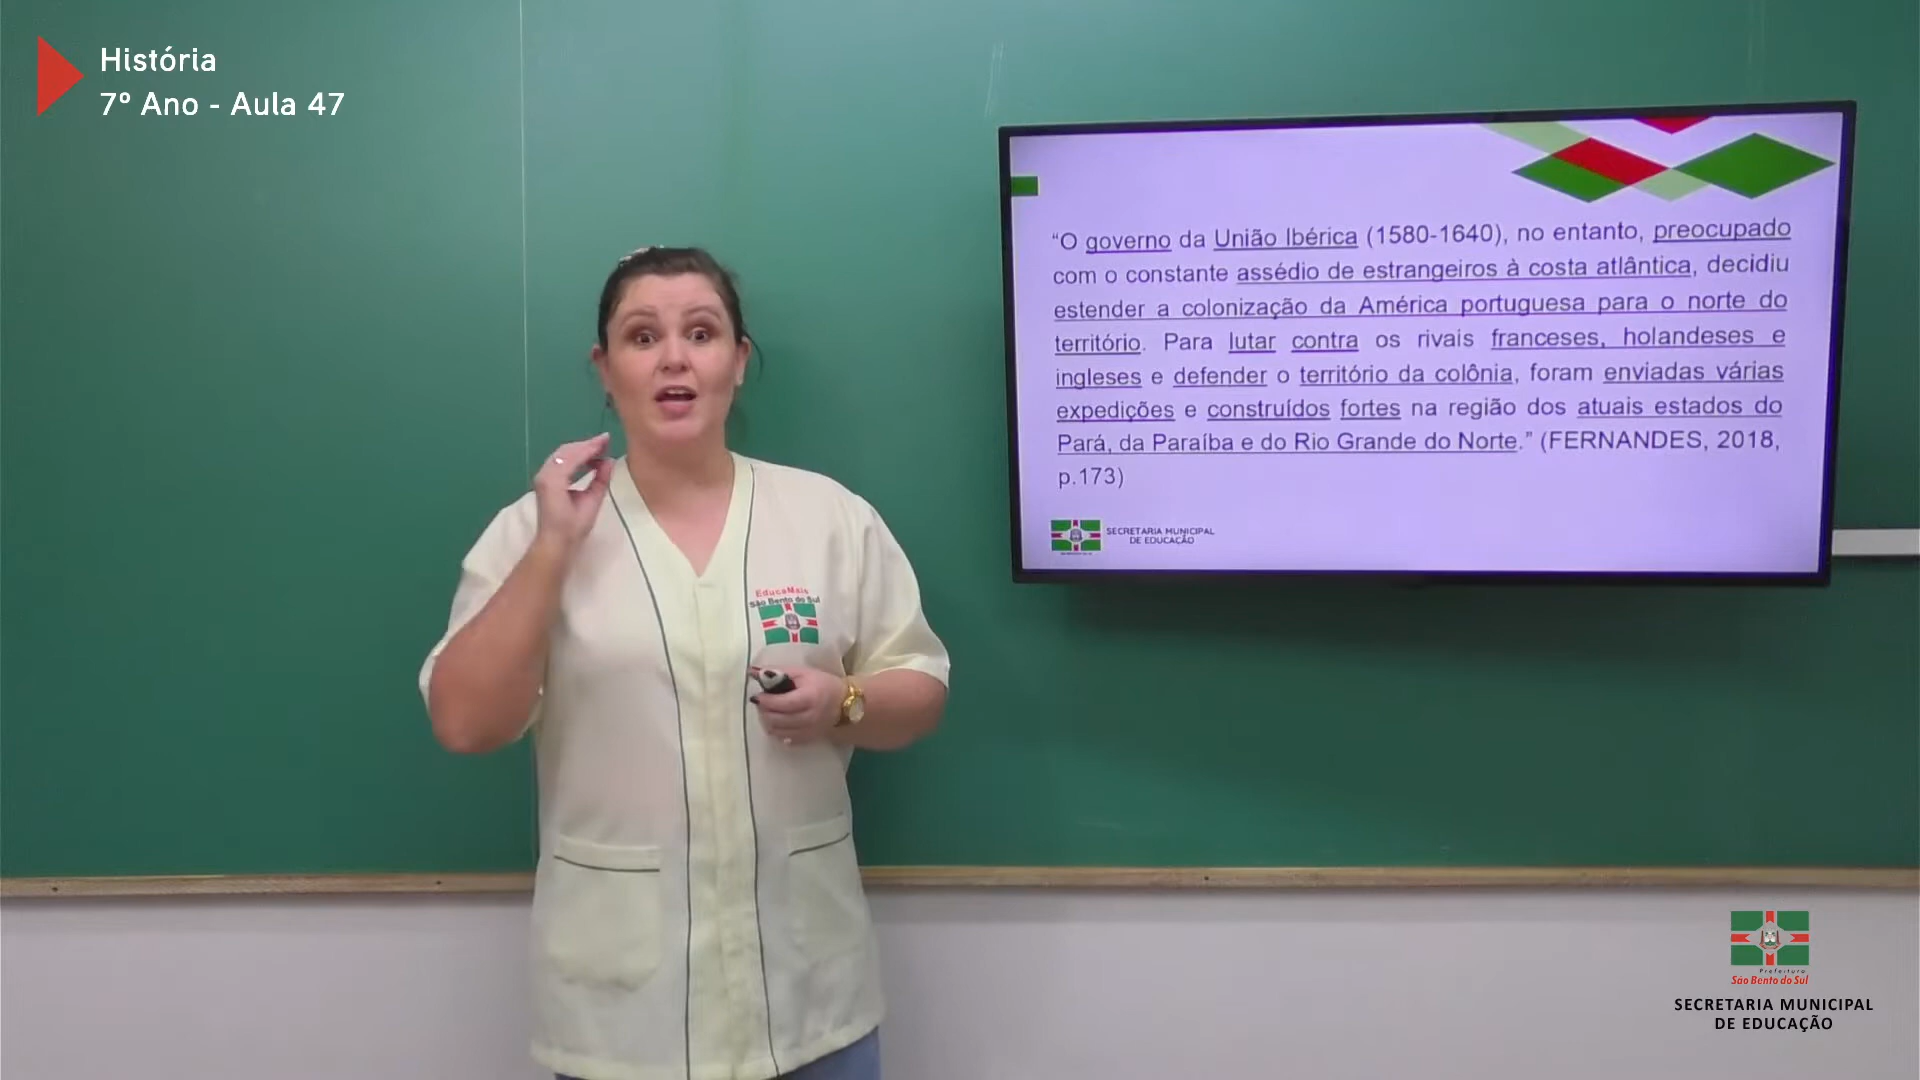 História
7º Ano - Aula 47
“O governo da União Ibérica (1580-1640), no entanto, preocupado
com o constante assédio de estrangeiros à costa atlântica, decidiu
estender a colonização da América portuguesa para o norte do
território. Para lutar contra os rivais franceses, holandeses e
ingleses e defender o território da colônia, foram enviadas várias
expedições e construídos fortes na região dos atuais estados do
Pará, da Paraíba e do Rio Grande do Norte.” (FERNANDES, 2018,
p.173)
SECRETARIA MUNICIPAL
DE EDUCAÇÃO
EducaMais
São Bento do Sul
Prefeitura
São Bento do Sul
SECRETARIA MUNICIPAL
DE EDUCAÇÃO